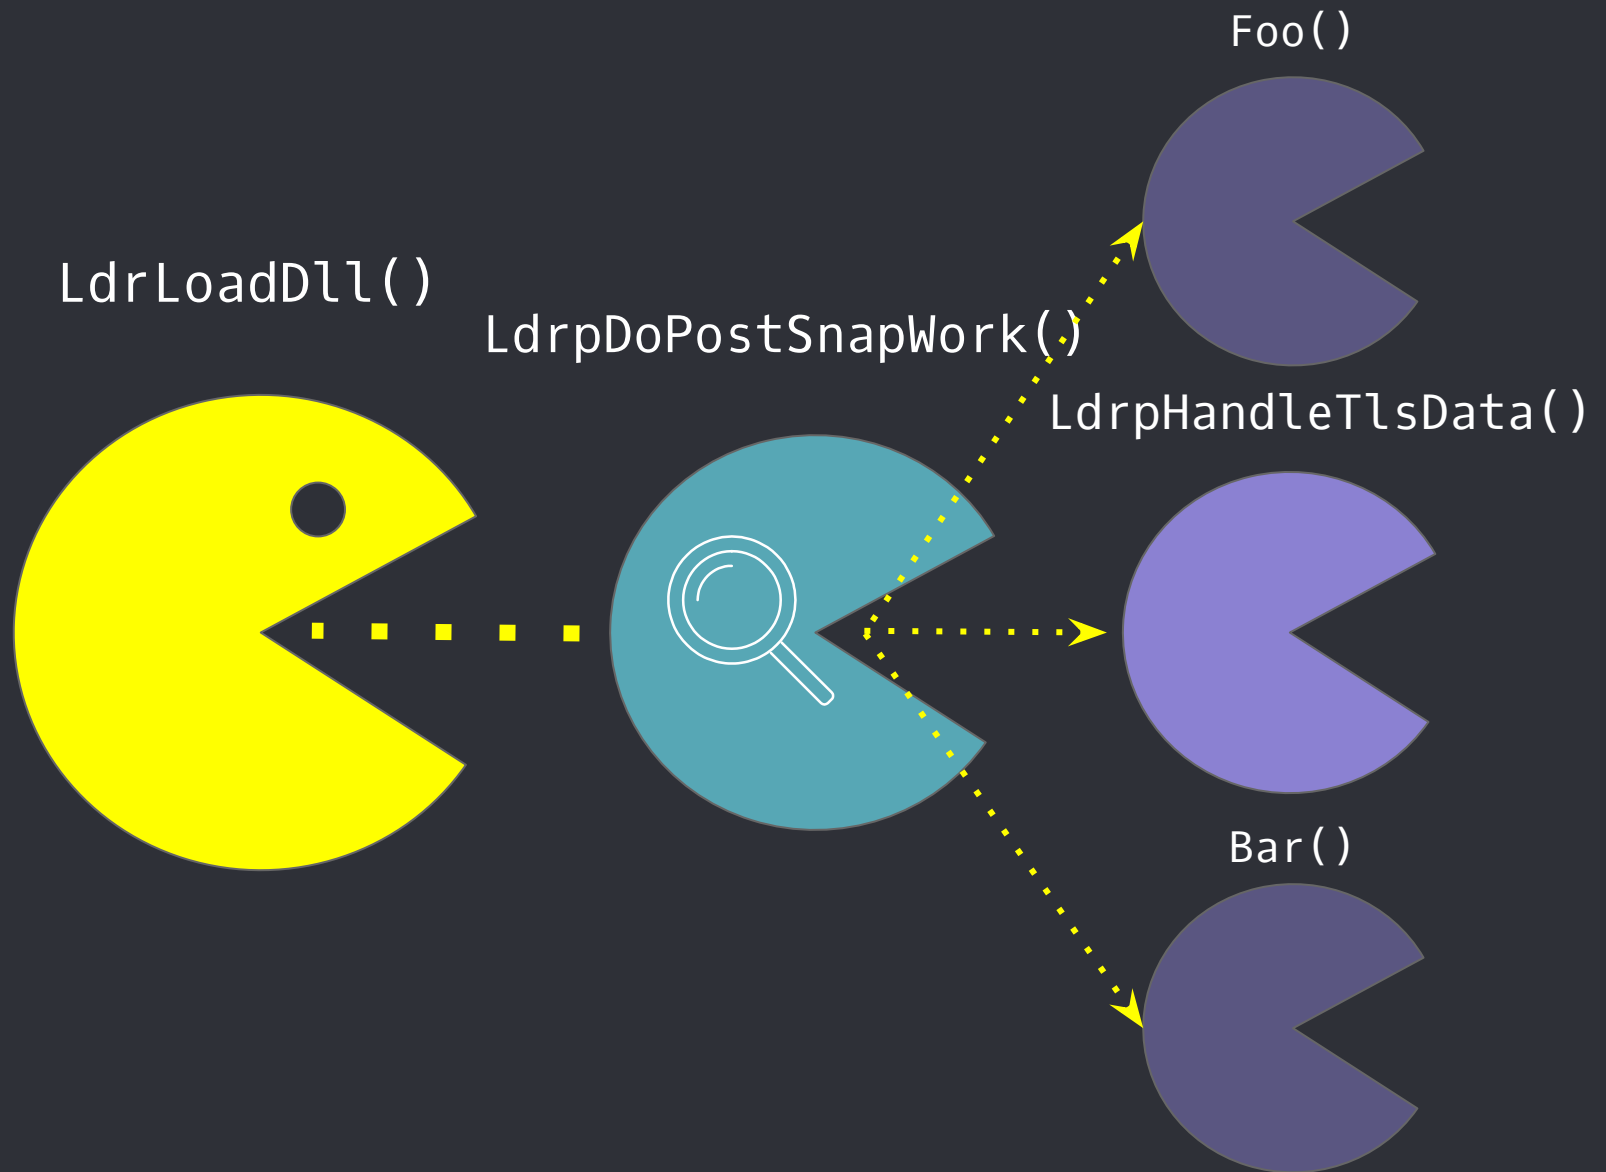 Foo()
LdrLoadDll()
LdrpDoPostSnapWork()
LdrpHandleTlsData()
Bar()